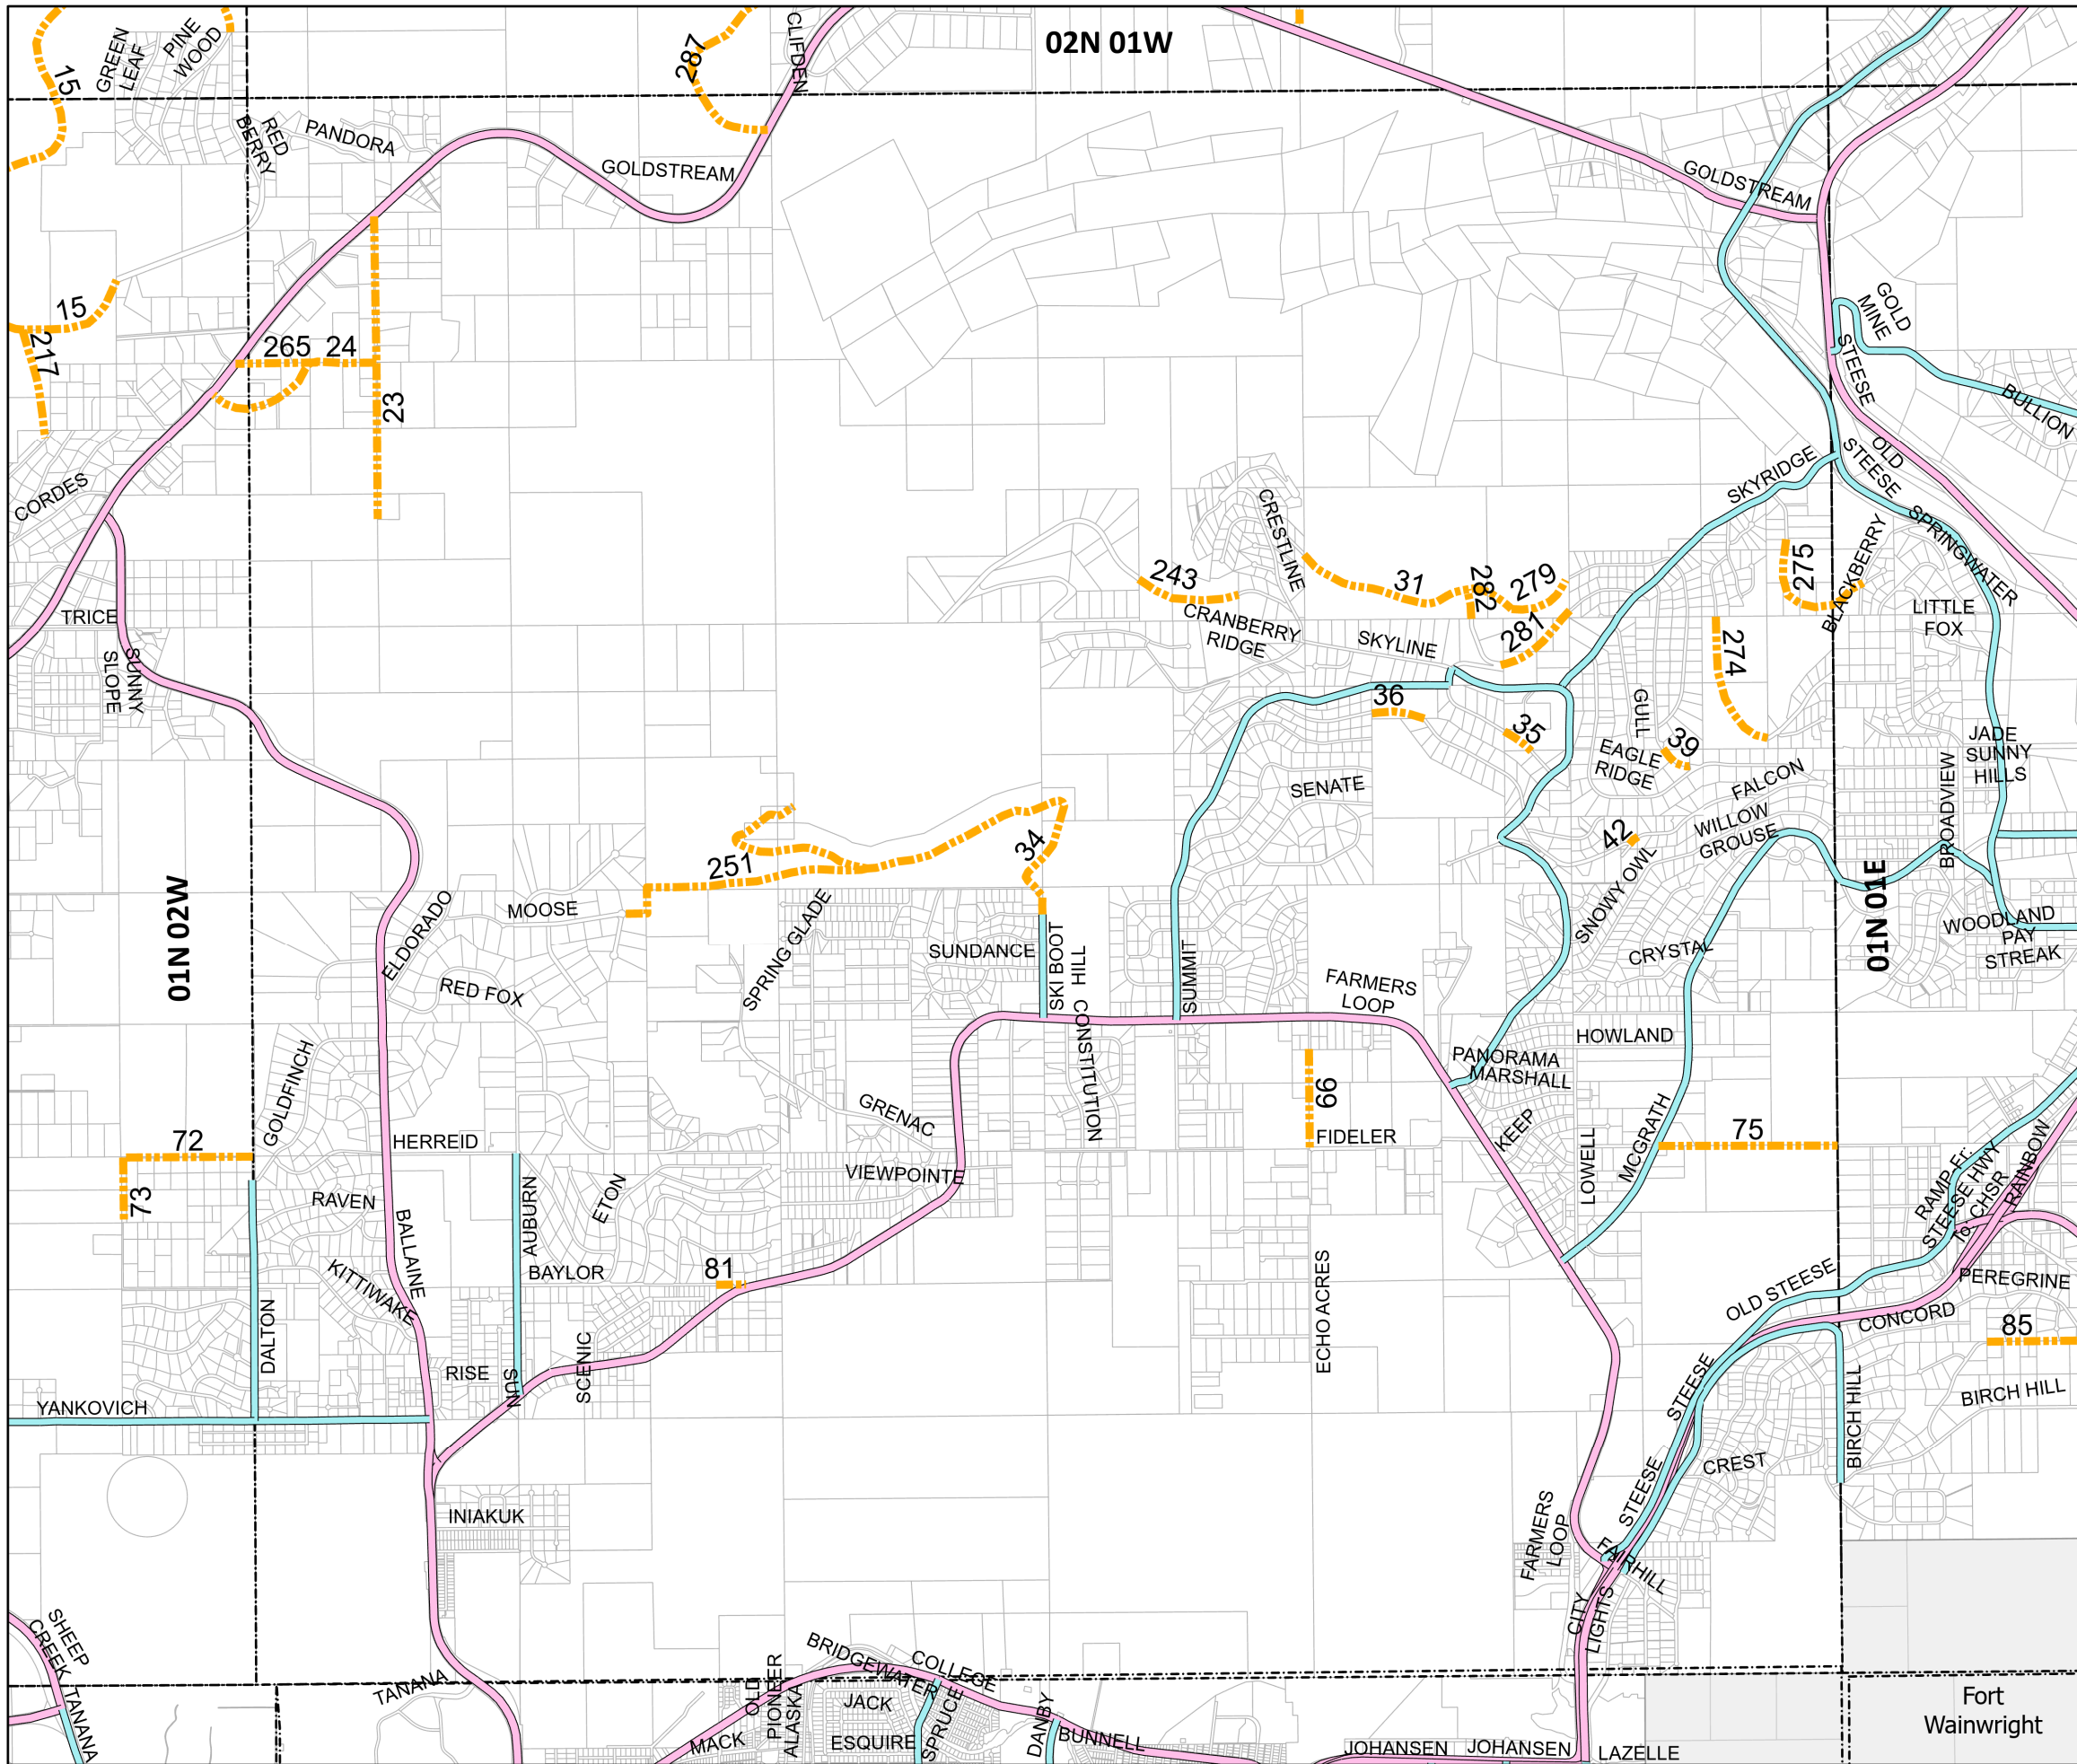 02N 01W
CLIFDEN
287
PINE
WOOD
GREEN
LEAF
15
RED
BERRY
PANDORA
GOLDSTREAM
GOLDSTREAM
GOLD
MINE
15
217
265
24
23
STEESE
BULLION
OLD
STEESE
SKYRIDGE
CORDES
CRESTLINE
SPRINGWATER
BLACKBERRY
275
243
31
282
279
281
CRANBERRY
RIDGE
SKYLINE
LITTLE
FOX
TRICE
SUNNY
SLOPE
274
36
35
GULL
39
EAGLE
RIDGE
FALCON
JADE
SUNNY
HILLS
BROADVIEW
SENATE
WILLOW
GROUSE
42
SNOWY OWL
34
251
01N 02W
01N 01E
MOOSE
ELDORADO
SPRING GLADE
SUNDANCE
SKI BOOT
HILL
SUMMIT
CRYSTAL
WOODLAND
PAY
STREAK
RED FOX
FARMERS
LOOP
CONSTITUTION
HOWLAND
PANORAMA
MARSHALL
GOLDFINCH
66
GRENAC
KEEP
FIDELER
MCGRATH
75
72
HERREID
73
VIEWPOINTE
LOWELL
RAVEN
AUBURN
ETON
BALLAINE
RAMP Fr.
STEESE HWY
To CHSR
RAINBOW
KITTIWAKE
BAYLOR
81
ECHO ACRES
OLD STEESE
PEREGRINE
CONCORD
85
DALTON
RISE
SUN
SCENIC
STEESE
BIRCH HILL
BIRCH HILL
YANKOVICH
CREST
INIAKUK
STEESE
FARMERS
LOOP
FAIRHILL
CITY
LIGHTS
SHEEP
CREEK
TANANA
TANANA
BRIDGEWATER
COLLEGE
OLD
PIONEER
ALASKA
JACK
SPRUCE
DANBY
MACK
ESQUIRE
BUNNELL
JOHANSEN
JOHANSEN
LAZELLE
Fort
Wainwright